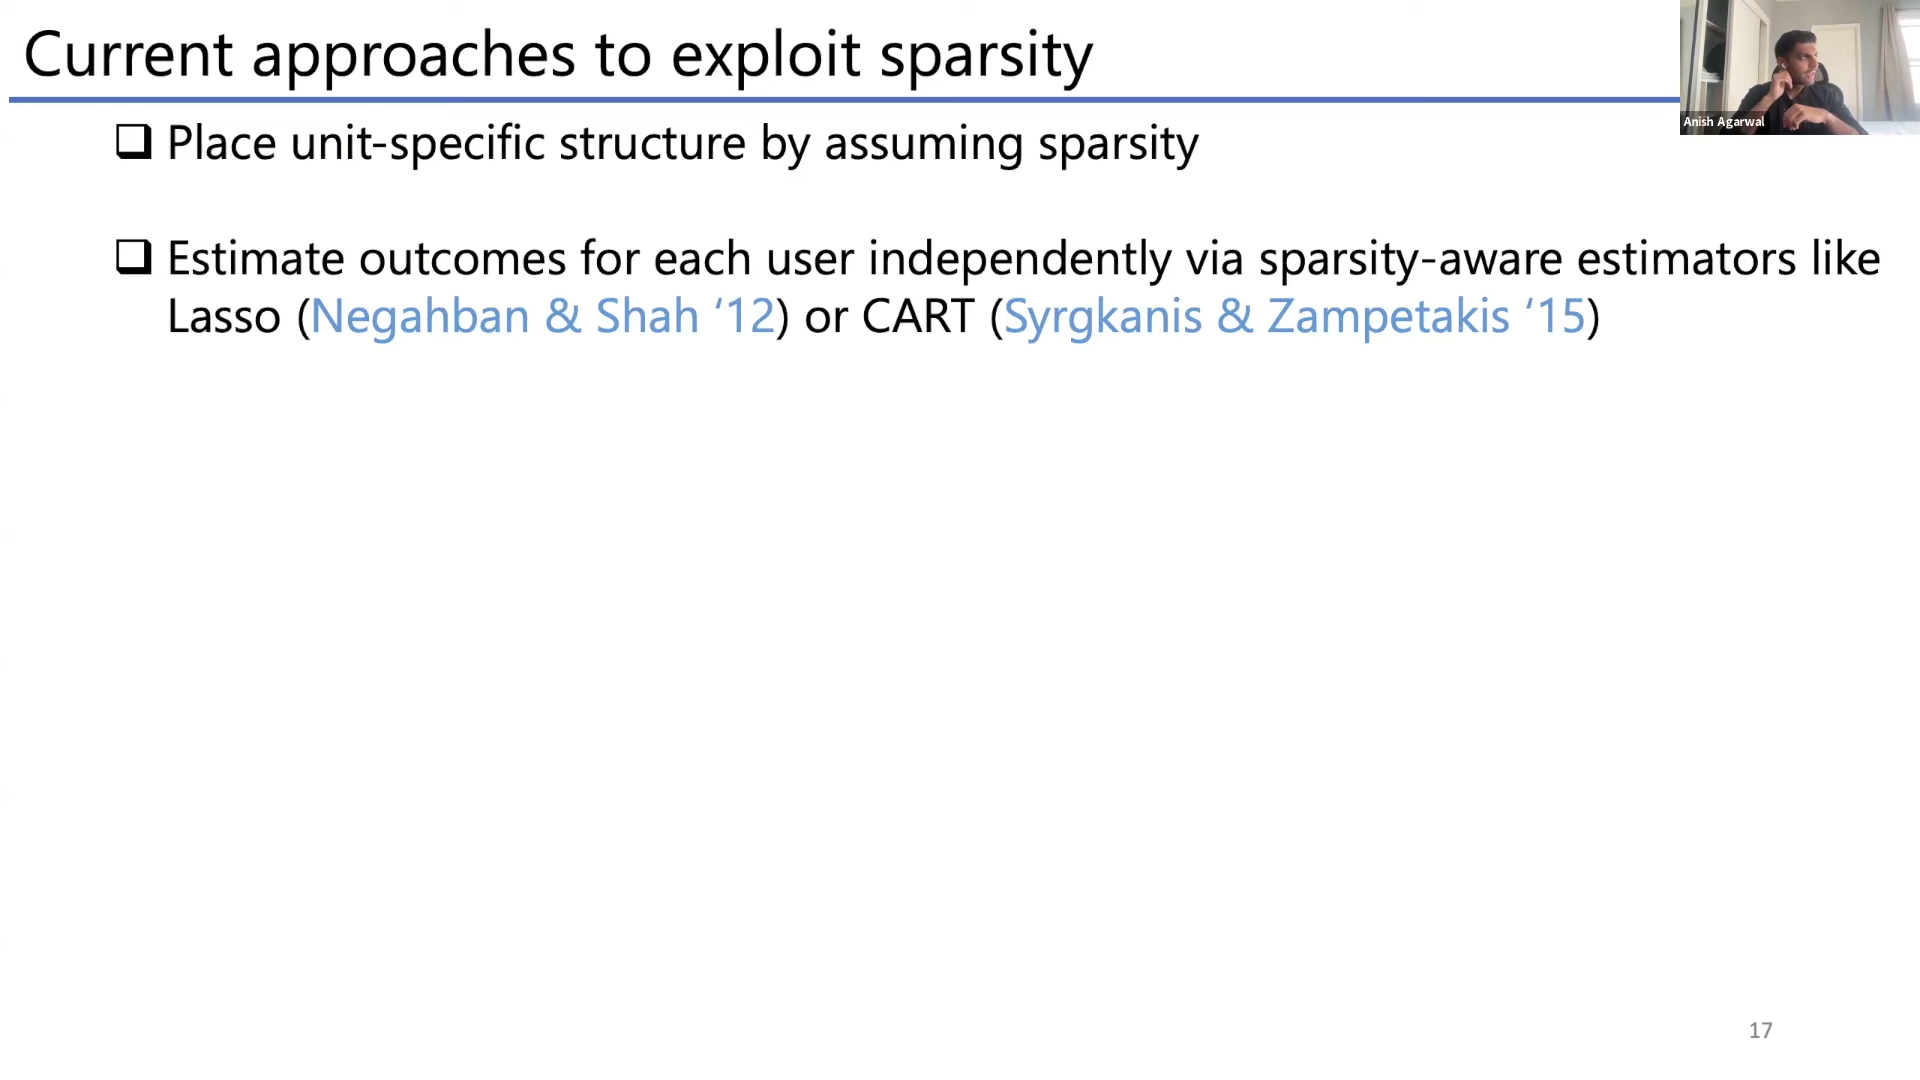 Current approaches to exploit sparsity
Anish Agarwal
❑ Place unit-specific structure by assuming sparsity
❑ Estimate outcomes for each user independently via sparsity-aware estimators like
Lasso (Negahban & Shah ‘12) or CART (Syrgkanis & Zampetakis ‘15)
17